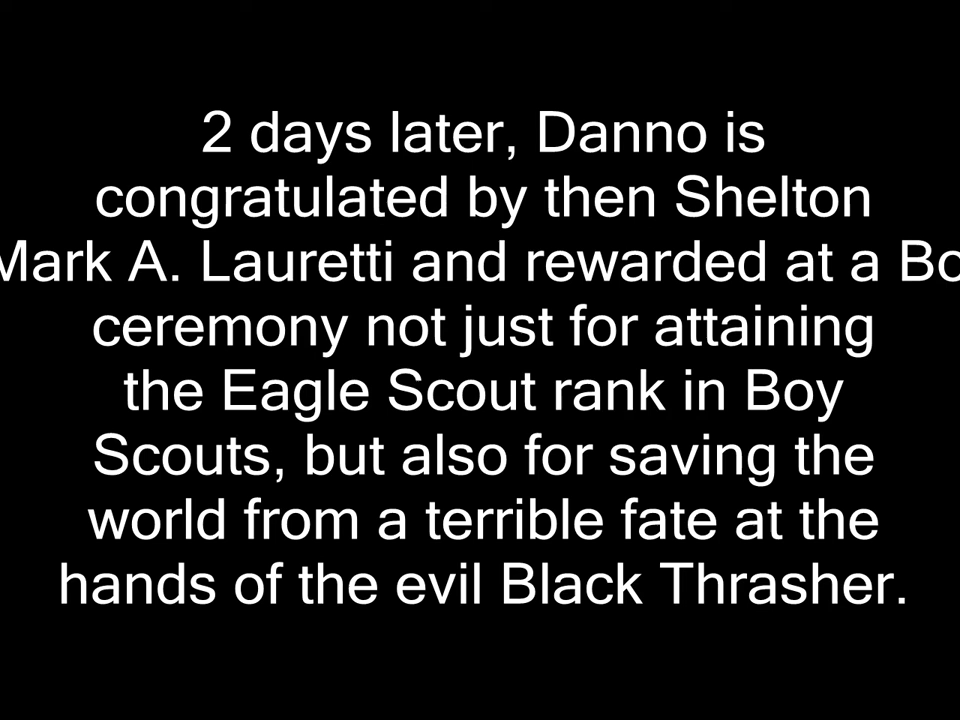 2 days later, Danno is
congratulated by then Shelton
Mark A. Lauretti and rewarded at a Bo
ceremony not just for attaining
the Eagle Scout rank in Boy
Scouts, but also for saving the
world from a terrible fate at the
hands of the evil Black Thrasher.